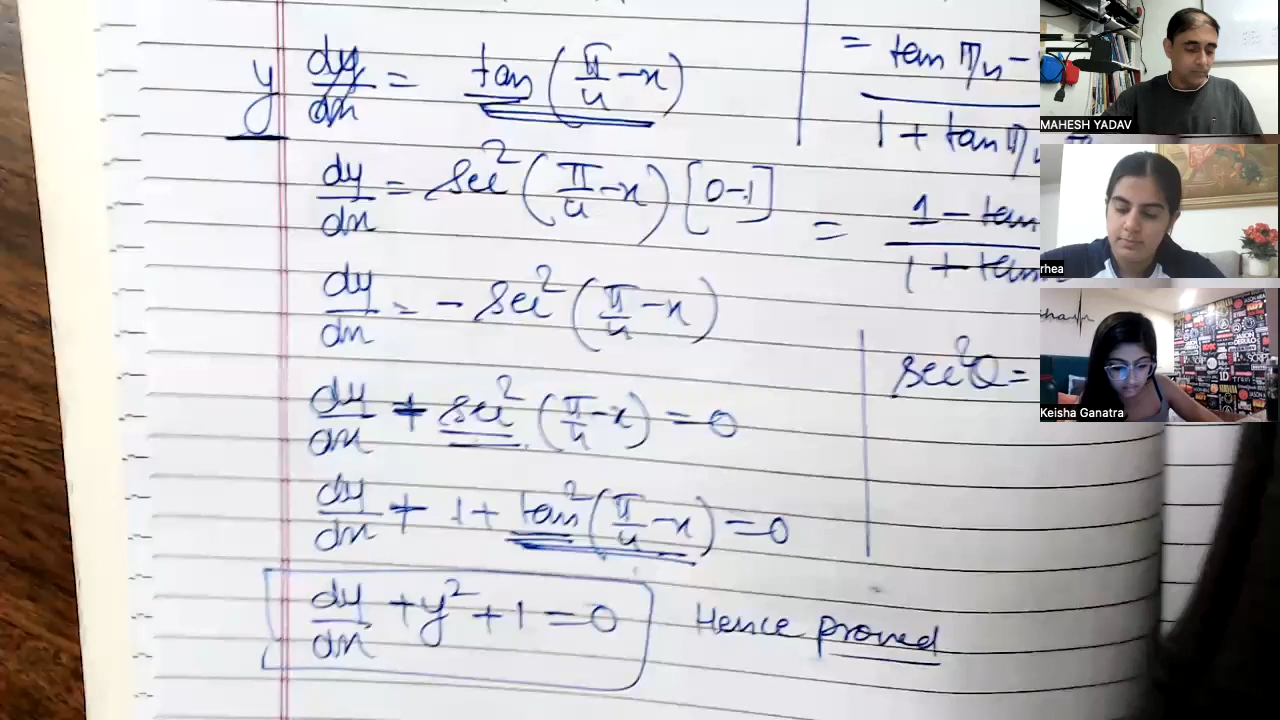 y dy/dx = tan (π/4 - x)
dy/dx = sec² (π/4 - x) [0-1]
dy/dx = - sec² (π/4 - x)
dy/dx + sec² (π/4 - x) = 0
dy/dx + 1 + tan² (π/4 - x) = 0
dy/dx + y² + 1 = 0 Hence proved
= tan π/4 -
1 + tan π/4
= 1 - tan
1 + tan
sec²θ =
MAHESH YADAV
rhea
Keisha Ganatra